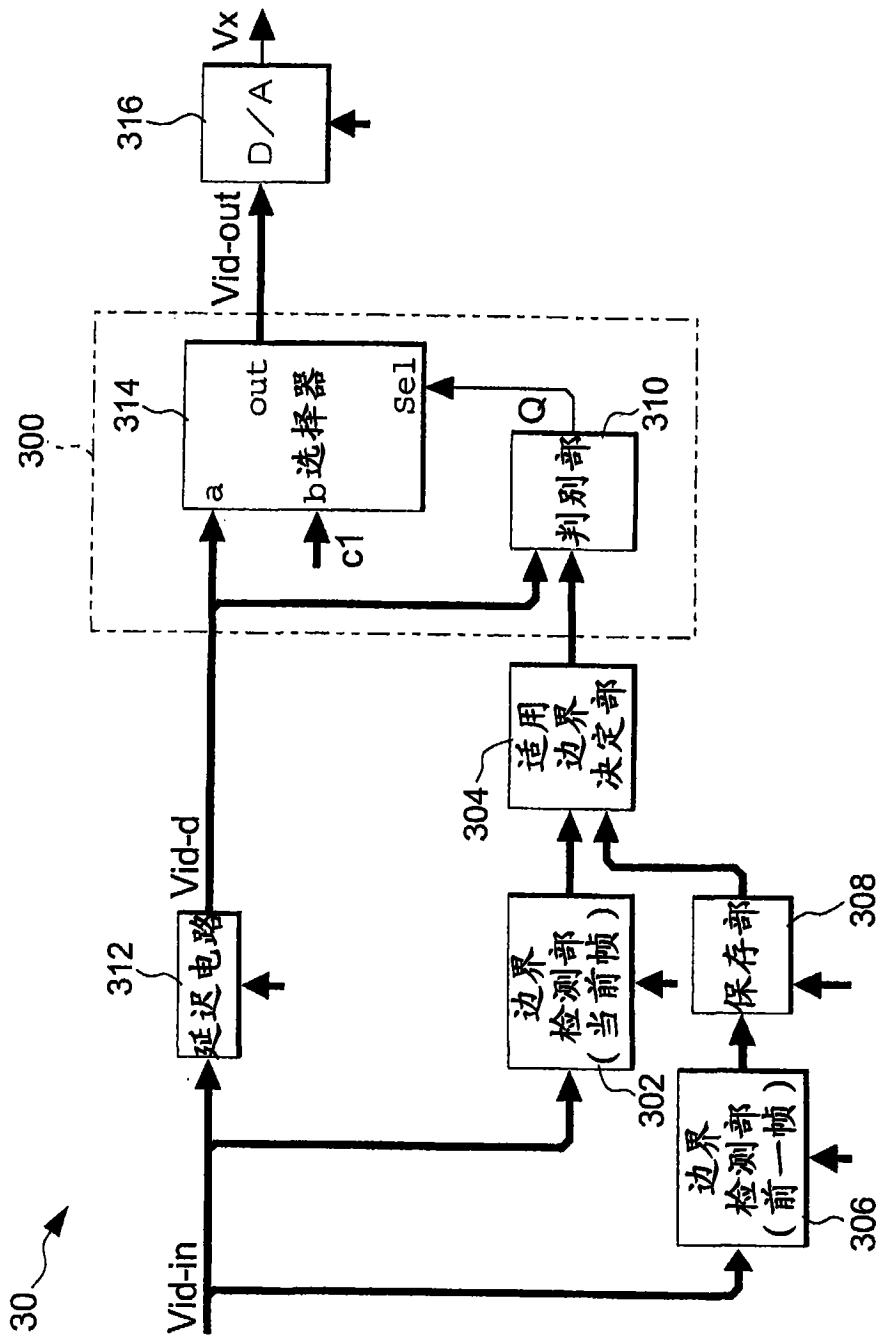 30
Vid-in
312
延迟电路
Vid-d
300
314
a
out
b选择器
c1
Sel
Vid-out
316
D/A
Vx
边界
检测部
(当前帧)
302
304
适用
边界
决定部
Q
判别部
310
边界
检测部
(前一帧)
306
保存部
308